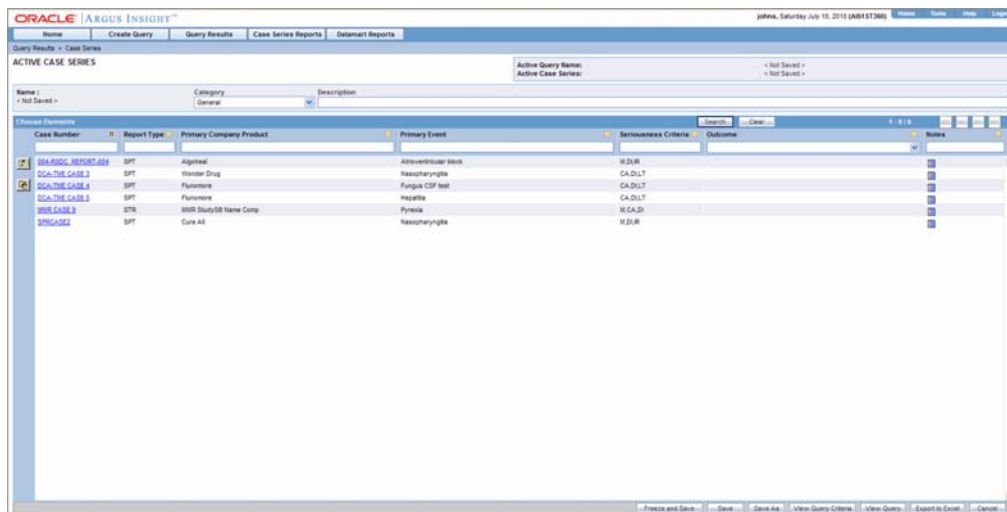 ORACLE ARGUS INSIGHT™
johns, Saturday July 10, 2010 (AI51ST360) Home Tools Help
Home Create Query Query Results Case Series Reports Datamart Reports
Query Results > Case Series
ACTIVE CASE SERIES
Active Query Name: < Not Saved >
Active Case Series: < Not Saved >
Name : Category Description
< Not Saved > General
Choose Elements Search Clear
Case Number Report Type Primary Company Product Primary Event Seriousness Criteria Outcome Notes
004-RSDC_REPORT-004 SPT Algoheal Atrioventricular block
DCA-TME CASE 3 SPT Wonder Drug Nasopharyngitis CA,DI,LT
DCA-TME CASE 4 SPT Flunomore Fungus CSF test CA,DI,LT
DCA-TME CASE 5 SPT Flunomore Hepatitis CA,DI,LT
MMR CASE 9 STR MMR StudySB Name Comp Pyrexia M,CA,DI
SPRCASE2 SPT Cure All Nasopharyngitis
Freeze and Save Save Save As View Query Criteria View Query Export to Excel Cancel